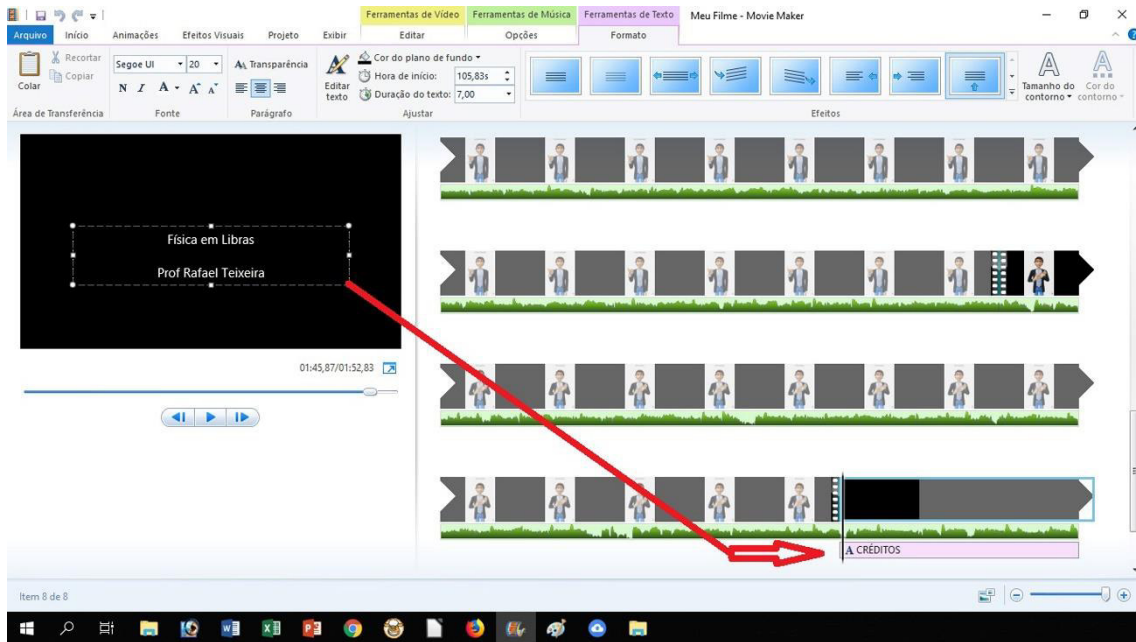 Ferramentas de Vídeo Ferramentas de Música Ferramentas de Texto Meu Filme - Movie Maker
Arquivo Início Animações Efeitos Visuais Projeto Exibir Editar Opções Formato
Colar
Recortar
Copiar
Área de Transferência
Segoe UI 20
N I A A A
Fonte
Transparência
Parágrafo
Editar texto
Cor do plano de fundo
Hora de início: 105,83s
Duração do texto: 7,00
Ajustar
Efeitos
Tamanho do contorno
Cor do contorno
Física em Libras
Prof Rafael Teixeira
01:45,87/01:52,83
A CRÉDITOS
Item 8 de 8